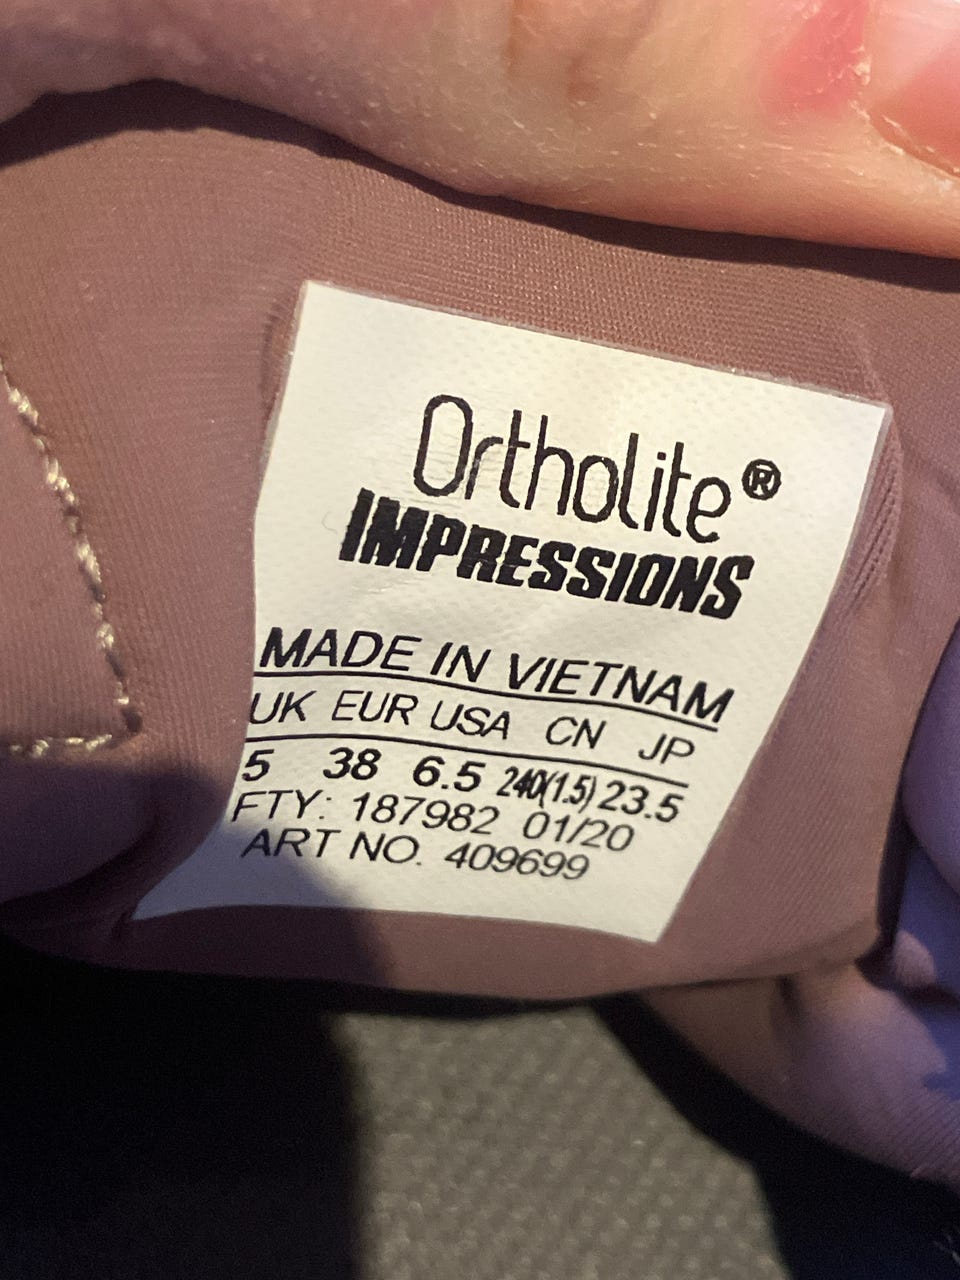 Ortholite®
IMPRESSIONS
MADE IN VIETNAM
UK EUR USA CN JP
5 38 6.5 240(1.5) 23.5
FTY: 187982 01/20
ART NO. 409699